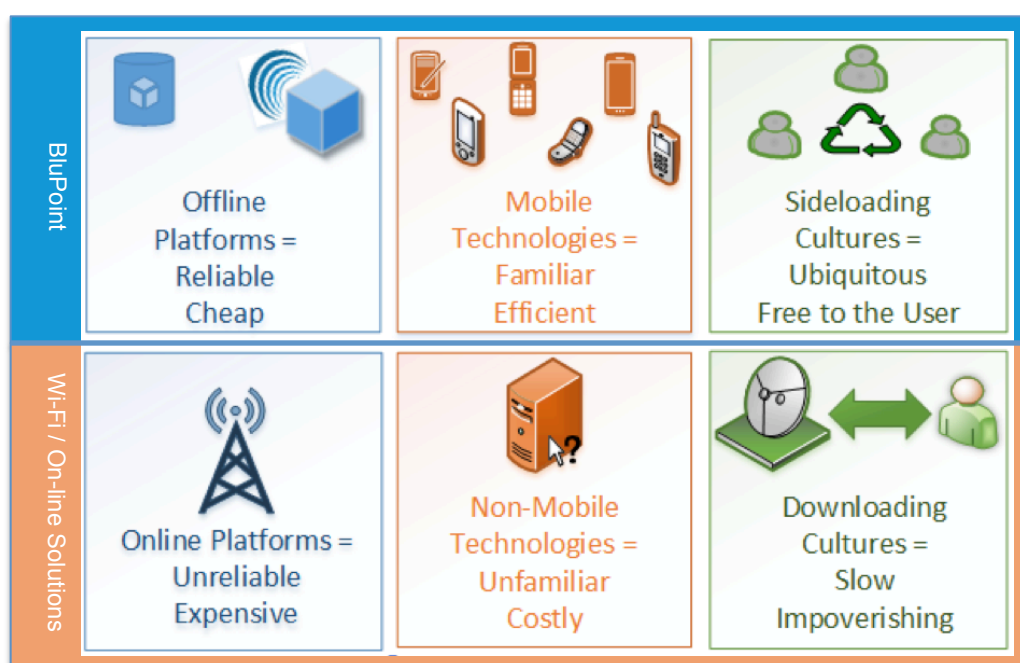 BluPoint
Offline
Platforms =
Reliable
Cheap
Mobile
Technologies =
Familiar
Efficient
Sideloading
Cultures =
Ubiquitous
Free to the User
Wi-Fi / On-line Solutions
Online Platforms =
Unreliable
Expensive
?
Non-Mobile
Technologies =
Unfamiliar
Costly
Downloading
Cultures =
Slow
Impoverishing